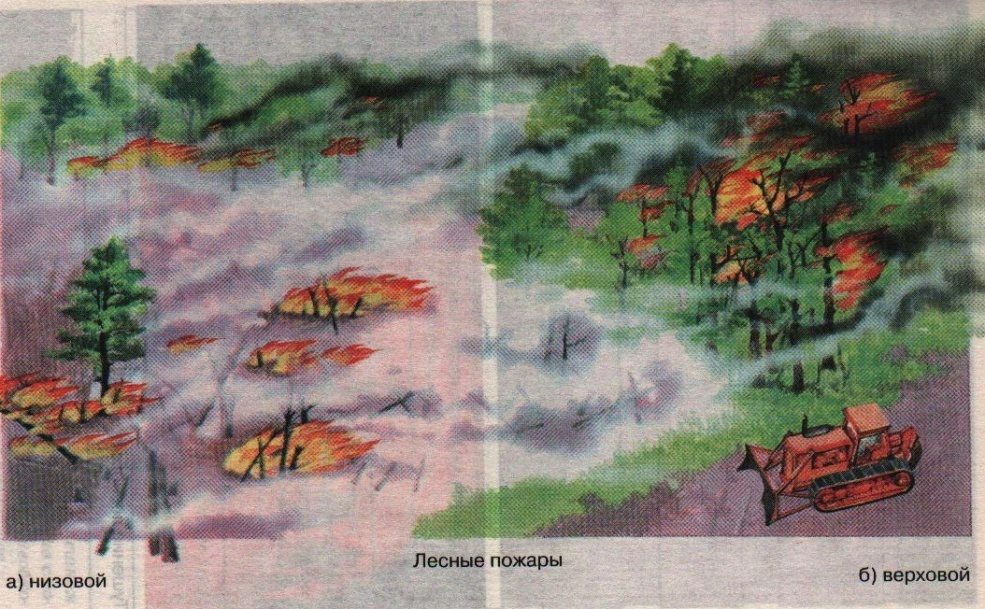 Лесные пожары
а) низовой
б) верховой